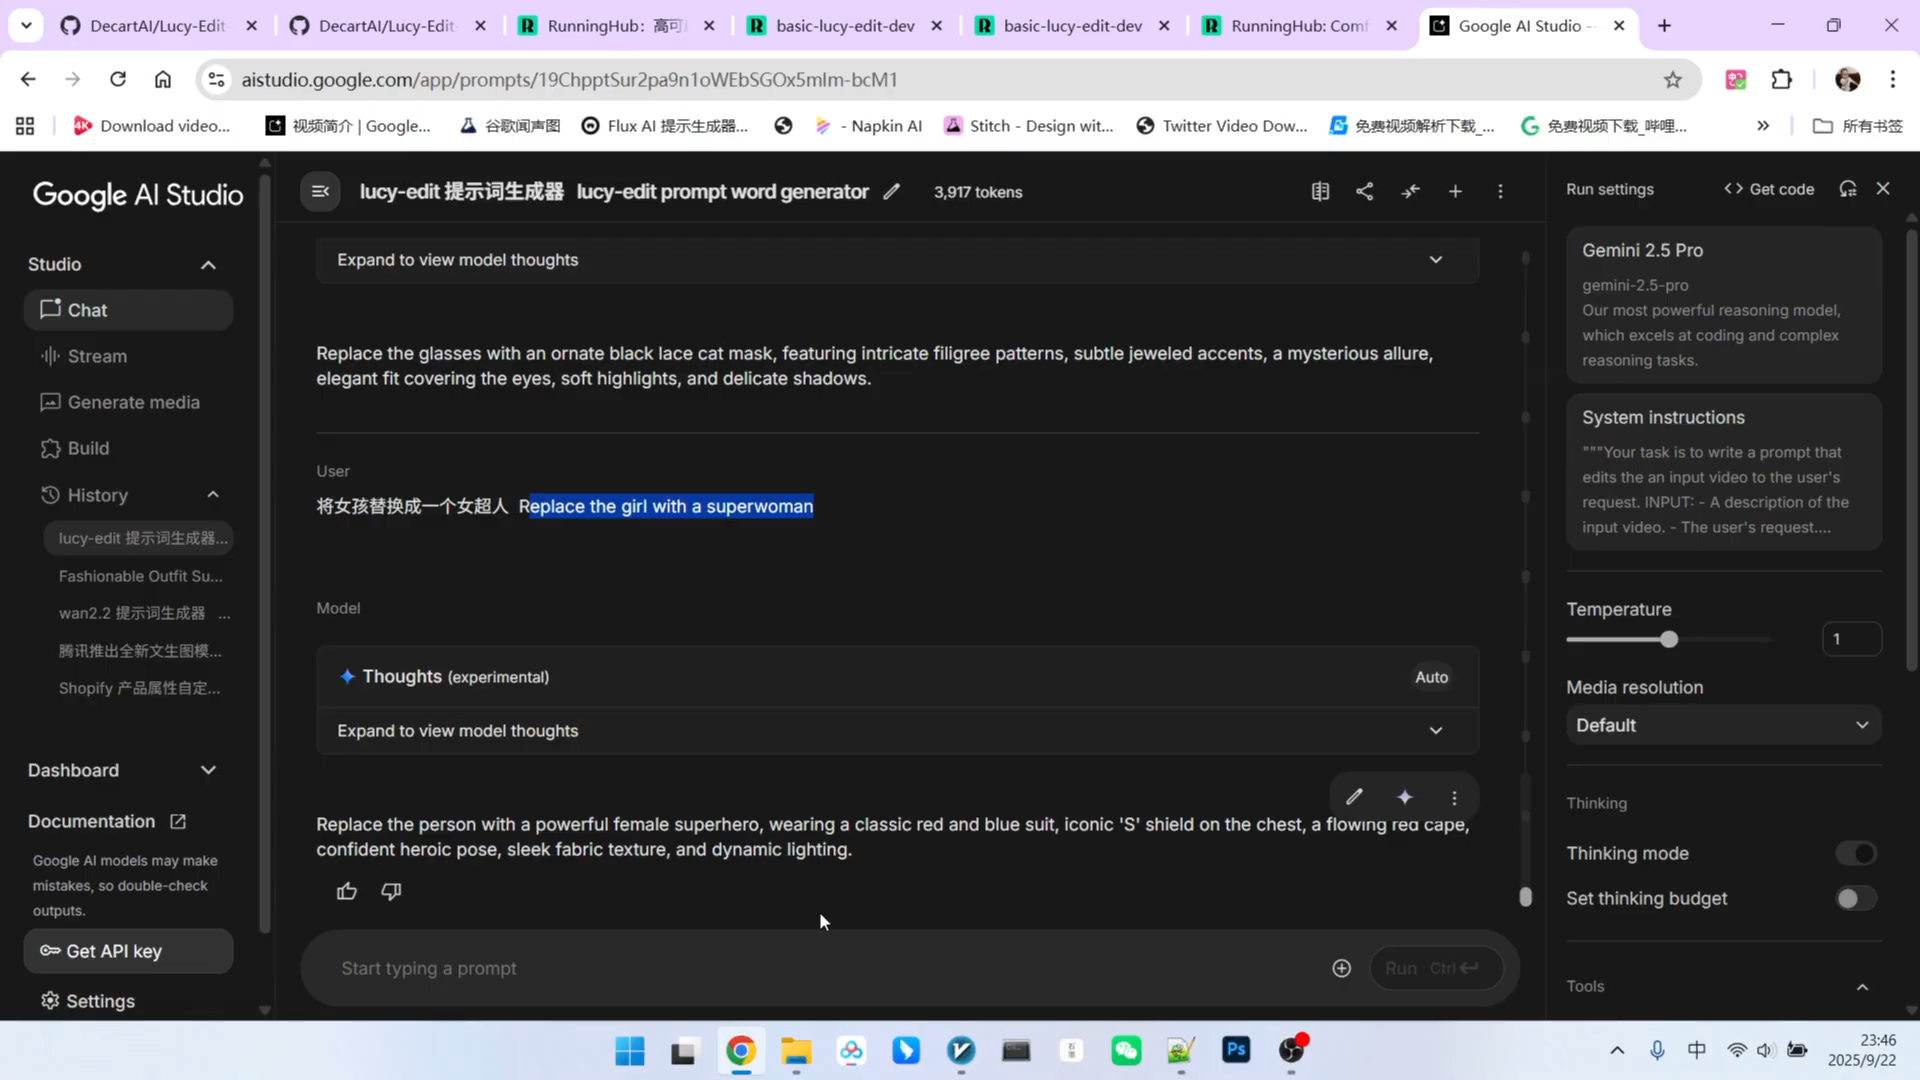 DecartAI/Lucy-Edit-
DecartAI/Lucy-Edit-
RunningHub：高可
basic-lucy-edit-dev
basic-lucy-edit-dev
RunningHub: Comf
Google AI Studio
aistudio.google.com/app/prompts/19ChpptSur2pa9n1oWEbSGOx5mIm-bcM1
Download video...
视频简介 | Google...
谷歌闻声图
Flux AI 提示生成器...
- Napkin AI
Stitch - Design wit...
Twitter Video Dow...
免费视频解析下载_...
免费视频下载_哔哩...
所有书签
Google AI Studio
lucy-edit 提示词生成器 lucy-edit prompt word generator
3,917 tokens
Run settings
Get code
Studio
Chat
Stream
Generate media
Build
History
lucy-edit 提示词生成器...
Fashionable Outfit Su...
wan2.2 提示词生成器 ...
腾讯推出全新文生图模...
Shopify 产品属性自定...
Dashboard
Documentation
Google AI models may make
mistakes, so double-check
outputs.
Get API key
Settings
Expand to view model thoughts
Replace the glasses with an ornate black lace cat mask, featuring intricate filigree patterns, subtle jeweled accents, a mysterious allure,
elegant fit covering the eyes, soft highlights, and delicate shadows.
User
将女孩替换成一个女超人 Replace the girl with a superwoman
Model
Thoughts (experimental)
Auto
Expand to view model thoughts
Replace the person with a powerful female superhero, wearing a classic red and blue suit, iconic 'S' shield on the chest, a flowing red cape,
confident heroic pose, sleek fabric texture, and dynamic lighting.
Start typing a prompt
Run Ctrl
Gemini 2.5 Pro
gemini-2.5-pro
Our most powerful reasoning model,
which excels at coding and complex
reasoning tasks.
System instructions
"""Your task is to write a prompt that
edits the an input video to the user's
request. INPUT: - A description of the
input video. - The user's request....
Temperature
1
Media resolution
Default
Thinking
Thinking mode
Set thinking budget
Tools
Ps
中
23:46
2025/9/22